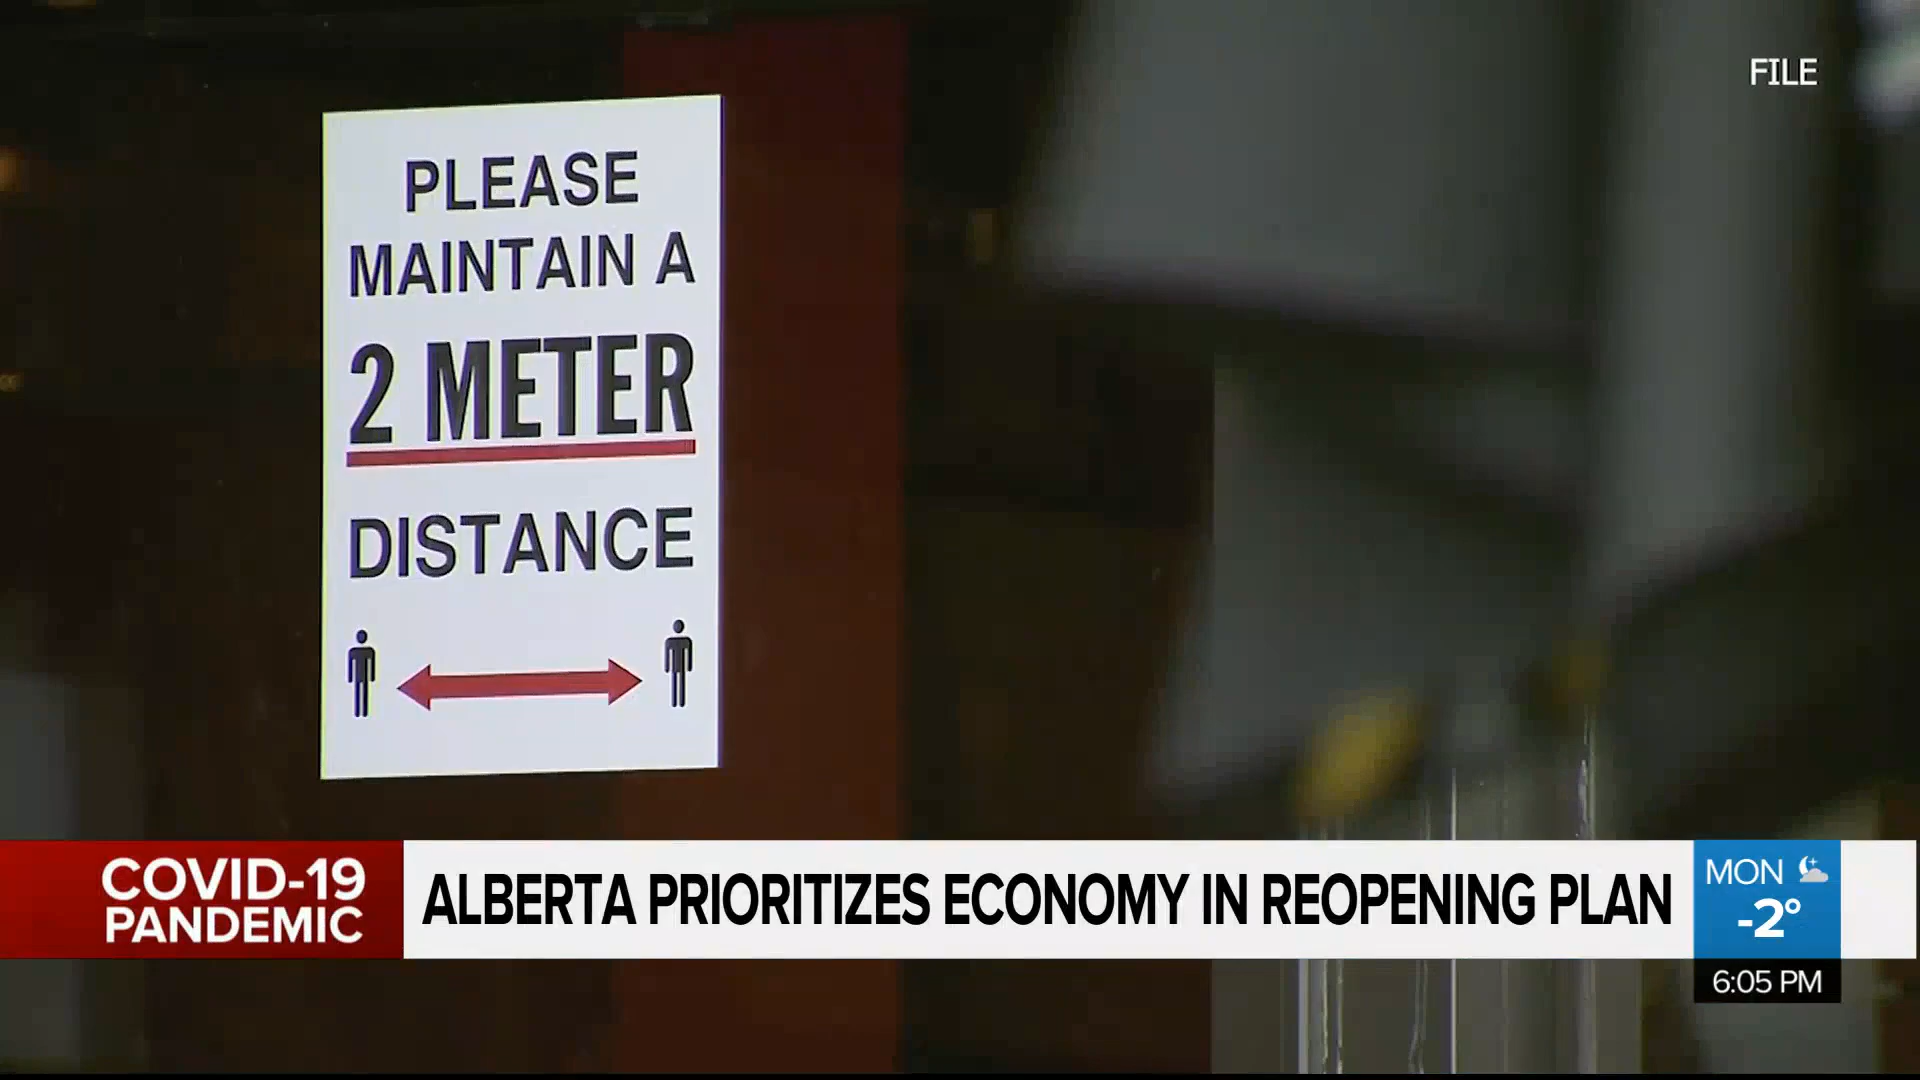 FILE
PLEASE
MAINTAIN A
2 METER
DISTANCE
COVID-19
PANDEMIC
ALBERTA PRIORITIZES ECONOMY IN REOPENING PLAN
MON
-2°
6:05 PM